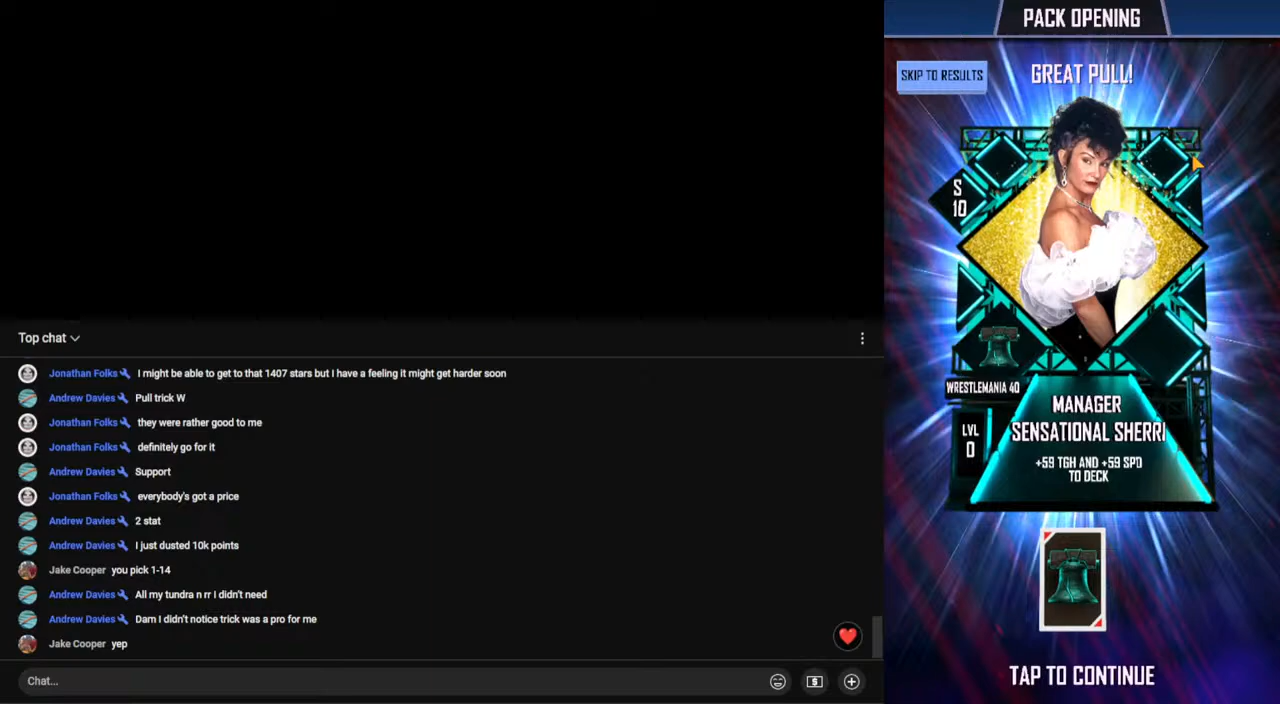 PACK OPENING
SKIP TO RESULTS
GREAT PULL!
S
10
WRESTLEMANIA 40
LVL
0
MANAGER
SENSATIONAL SHERRI
+59 TGH AND +59 SPD
TO DECK
TAP TO CONTINUE
Top chat
Jonathan Folks I might be able to get to that 1407 stars but I have a feeling it might get harder soon
Andrew Davies Pull trick W
Jonathan Folks they were rather good to me
Jonathan Folks definitely go for it
Andrew Davies Support
Jonathan Folks everybody's got a price
Andrew Davies 2 stat
Andrew Davies I just dusted 10k points
Jake Cooper you pick 1-14
Andrew Davies All my tundra n rr I didn't need
Andrew Davies Dam I didn't notice trick was a pro for me
Jake Cooper yep
Chat...